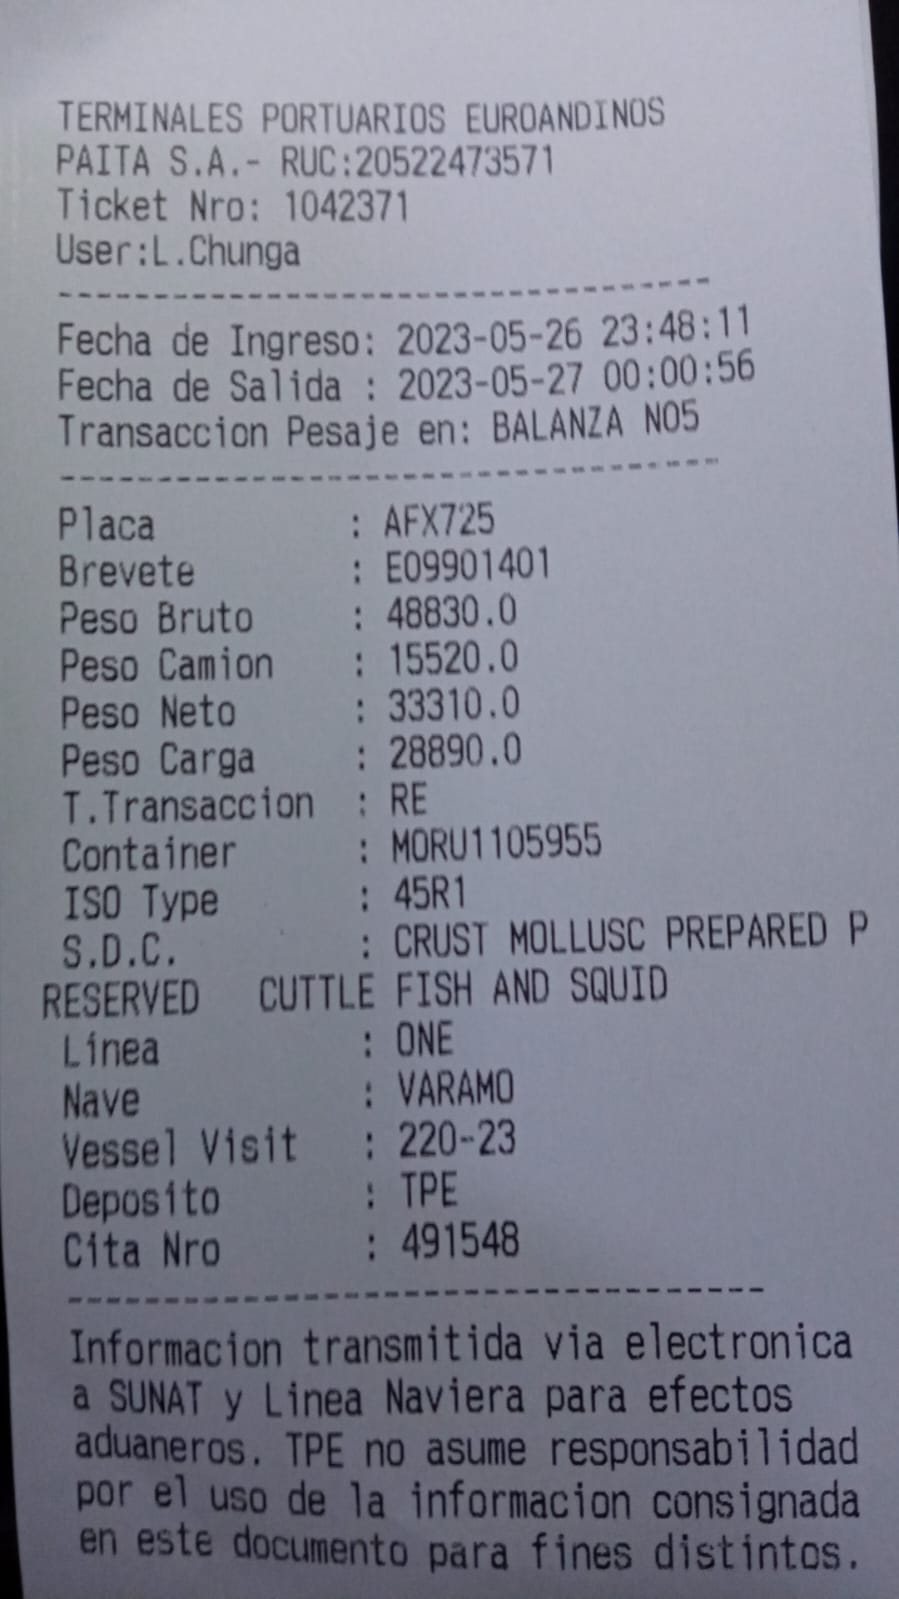 TERMINALES PORTUARIOS EUROANDINOS
PAITA S.A.- RUC:20522473571
Ticket Nro: 1042371
User:L.Chunga
----------------------------------
Fecha de Ingreso: 2023-05-26 23:48:11
Fecha de Salida : 2023-05-27 00:00:56
Transaccion Pesaje en: BALANZA NO5
----------------------------------
Placa : AFX725
Brevete : E09901401
Peso Bruto : 48830.0
Peso Camion : 15520.0
Peso Neto : 33310.0
Peso Carga : 28890.0
T.Transaccion : RE
Container : MORU1105955
ISO Type : 45R1
S.D.C. : CRUST MOLLUSC PREPARED P
RESERVED CUTTLE FISH AND SQUID
Linea : ONE
Nave : VARAMO
Vessel Visit : 220-23
Deposito : TPE
Cita Nro : 491548
------------------------------------
Informacion transmitida via electronica
a SUNAT y Linea Naviera para efectos
aduaneros. TPE no asume responsabilidad
por el uso de la informacion consignada
en este documento para fines distintos.